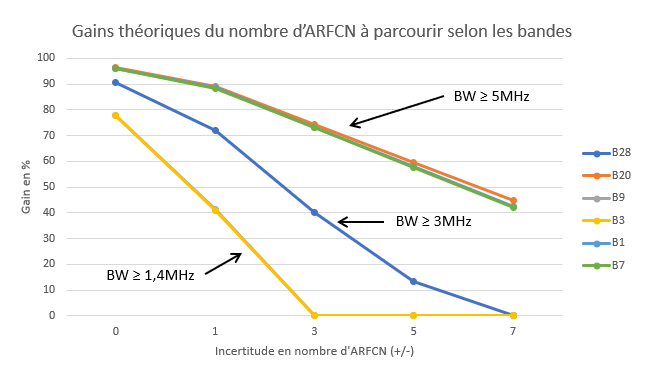 Gains théoriques du nombre d'ARFCN à parcourir selon les bandes
100
90
80
70
60
50
40
30
20
10
0
Gain en %
BW ≥ 5MHz
BW ≥ 3MHz
BW ≥ 1,4MHz
0 1 3 5 7
Incertitude en nombre d'ARFCN (+/-)
B28
B20
B9
B3
B1
B7